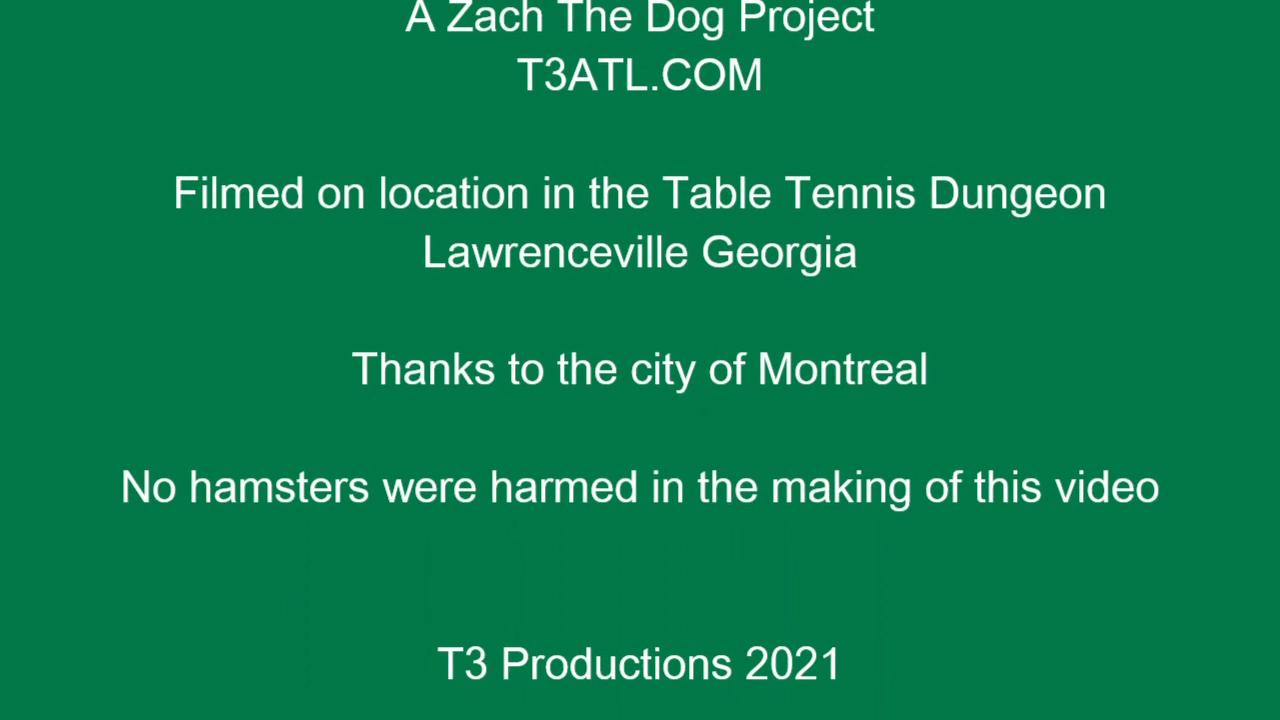 A Zach The Dog Project
T3ATL.COM
Filmed on location in the Table Tennis Dungeon
Lawrenceville Georgia
Thanks to the city of Montreal
No hamsters were harmed in the making of this video
T3 Productions 2021